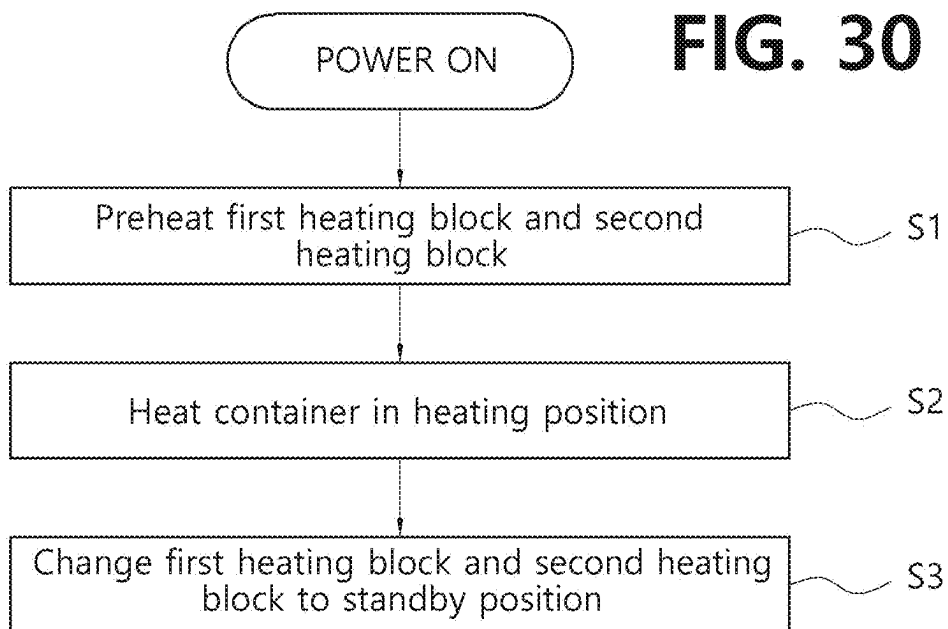 FIG. 30
POWER ON
Preheat first heating block and second
heating block
S1
Heat container in heating position
S2
Change first heating block and second heating
block to standby position
S3